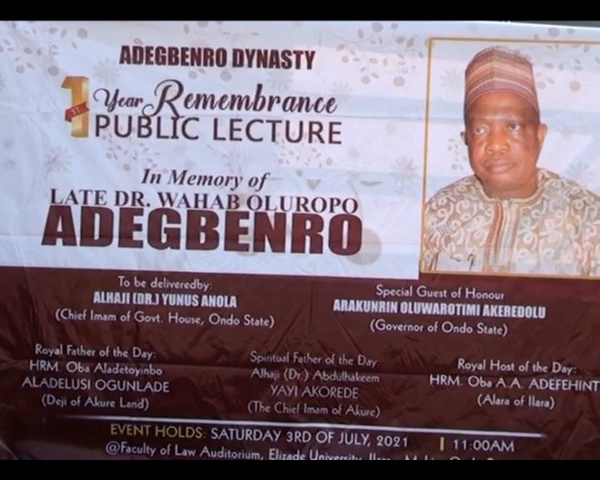 ADEGBENRO DYNASTY
1ST Year Remembrance
PUBLIC LECTURE
In Memory of
LATE DR. WAHAB OLUROPO
ADEGBENRO
To be deliveredby:
ALHAJI (DR.) YUNUS ANOLA
(Chief Imam of Govt. House, Ondo State)
Special Guest of Honour
ARAKUNRIN OLUWAROTIMI AKEREDOLU
(Governor of Ondo State)
Royal Father of the Day:
HRM. Oba Aladetoyinbo
ALADELUSI OGUNLADE
(Deji of Akure Land)
Spiritual Father of the Day:
Alhaji (Dr.) Abdulhakeem
YAYI AKOREDE
(The Chief Imam of Akure)
Royal Host of the Day:
HRM. Oba A.A. ADEFEHINT
(Alara of Ilara)
EVENT HOLDS: SATURDAY 3RD OF JULY, 2021 | 11:00AM
@Faculty of Law Auditorium, Elizade University,